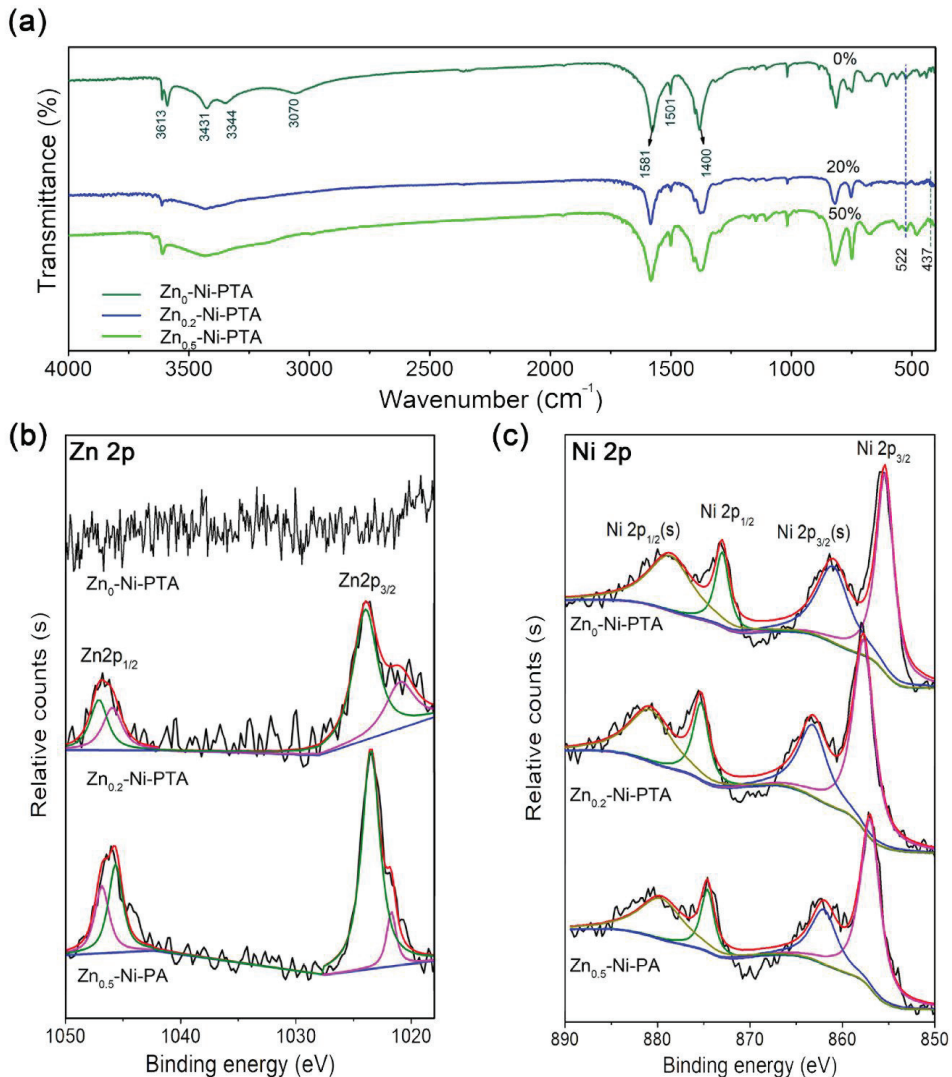 (a)
0%
20%
50%
3613
3431
3344
3070
1581
1501
1400
522
437
Transmittance (%)
Zn₀-Ni-PTA
Zn₀.₂-Ni-PTA
Zn₀.₅-Ni-PTA
4000 3500 3000 2500 2000 1500 1000 500
Wavenumber (cm⁻¹)
(b)
Zn 2p
Zn₀-Ni-PTA
Zn2p₃/₂
Zn2p₁/₂
Zn₀.₂-Ni-PTA
Zn₀.₅-Ni-PA
Relative counts (s)
1050 1040 1030 1020
Binding energy (eV)
(c)
Ni 2p
Ni 2p₃/₂
Ni 2p₁/₂
Ni 2p₁/₂(s)
Ni 2p₃/₂(s)
Zn₀-Ni-PTA
Zn₀.₂-Ni-PTA
Zn₀.₅-Ni-PA
Relative counts (s)
890 880 870 860 850
Binding energy (eV)